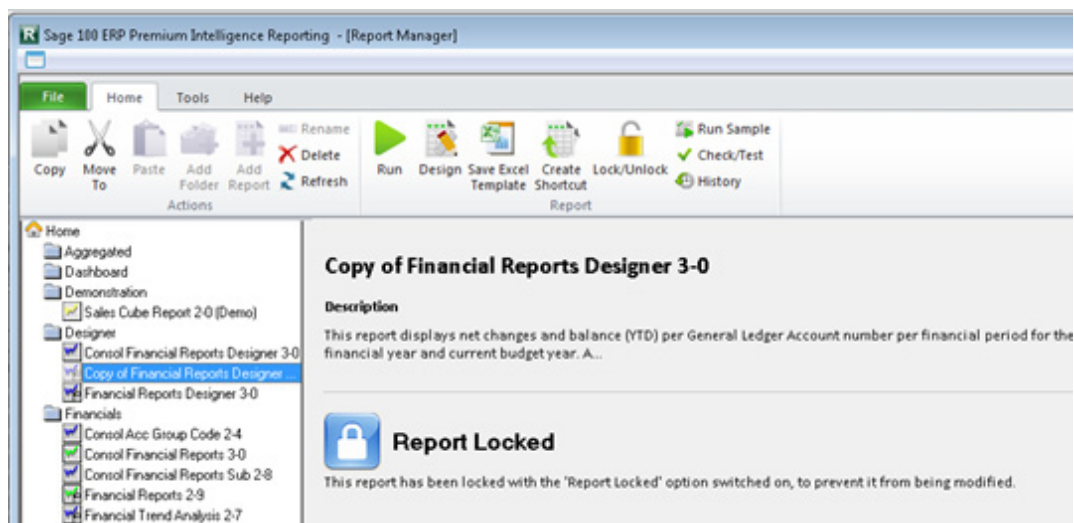 Sage 100 ERP Premium Intelligence Reporting - [Report Manager]
File Home Tools Help
Copy
Move To
Paste
Add Folder
Add Report
Rename
Delete
Refresh
Actions
Run
Design
Save Excel Template
Create Shortcut
Lock/Unlock
Run Sample
Check/Test
History
Report
Home
Aggregated
Dashboard
Demonstration
Sales Cube Report 2-0 (Demo)
Designer
Consol Financial Reports Designer 3-0
Copy of Financial Reports Designer ...
Financial Reports Designer 3-0
Financials
Consol Acc Group Code 2-4
Consol Financial Reports 3-0
Consol Financial Reports Sub 2-8
Financial Reports 2-9
Financial Trend Analysis 2-7
Copy of Financial Reports Designer 3-0
Description
This report displays net changes and balance (YTD) per General Ledger Account number per financial period for the
financial year and current budget year. A...
Report Locked
This report has been locked with the 'Report Locked' option switched on, to prevent it from being modified.